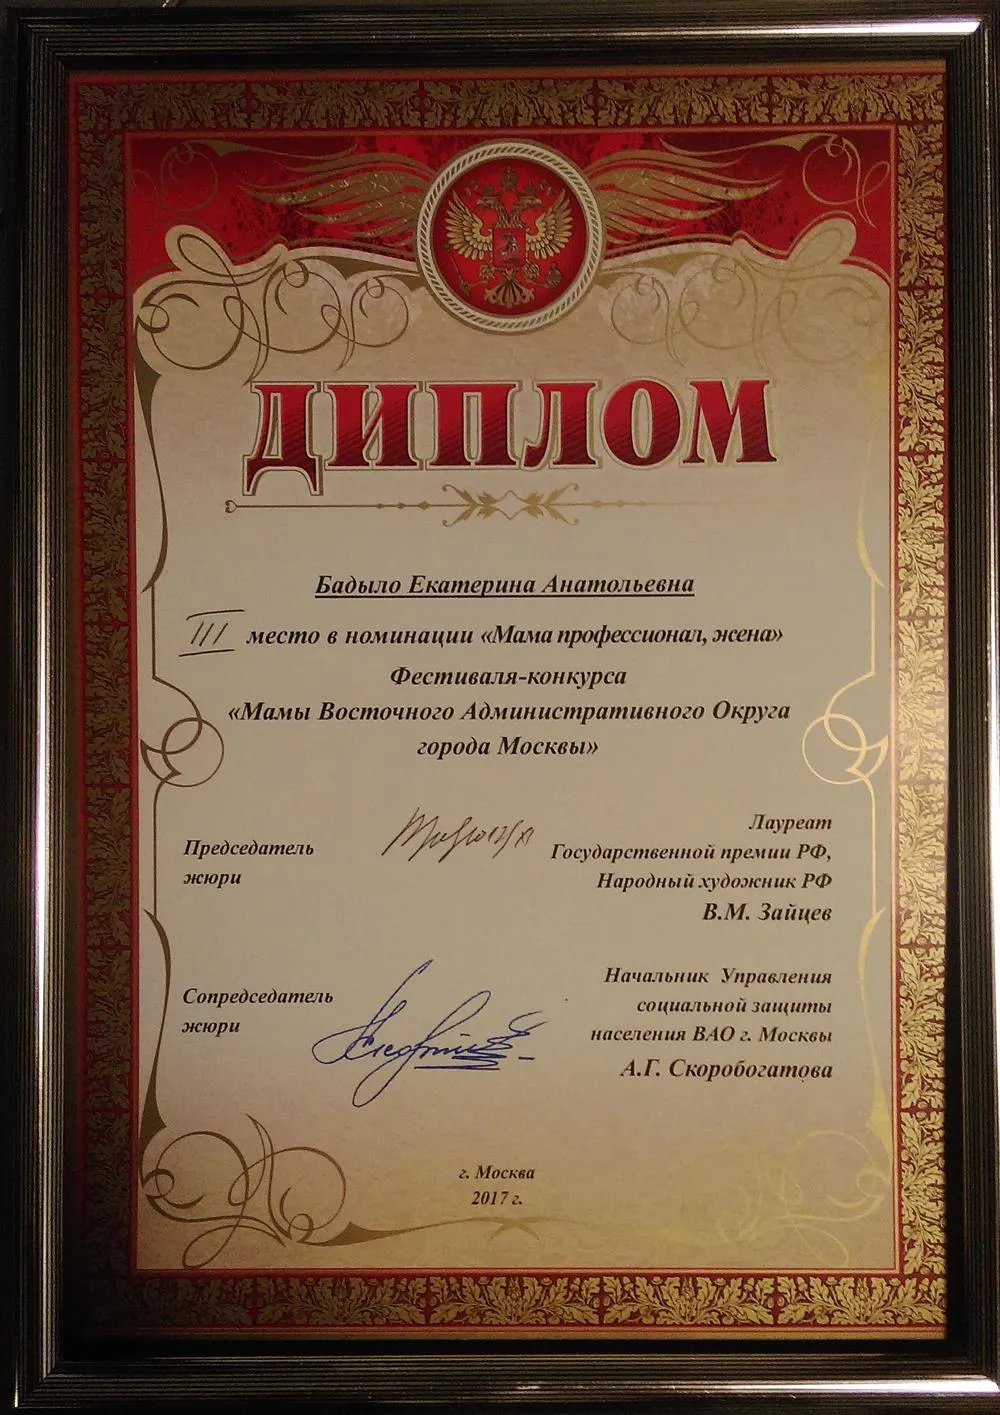 ДИПЛОМ
Бадыло Екатерина Анатольевна
III место в номинации «Мама профессионал, жена»
Фестиваля-конкурса
«Мамы Восточного Административного Округа
города Москвы»
Председатель
жюри
Лауреат
Государственной премии РФ,
Народный художник РФ
В.М. Зайцев
Сопредседатель
жюри
Начальник Управления
социальной защиты
населения ВАО г. Москвы
А.Г. Скоробогатова
г. Москва
2017 г.